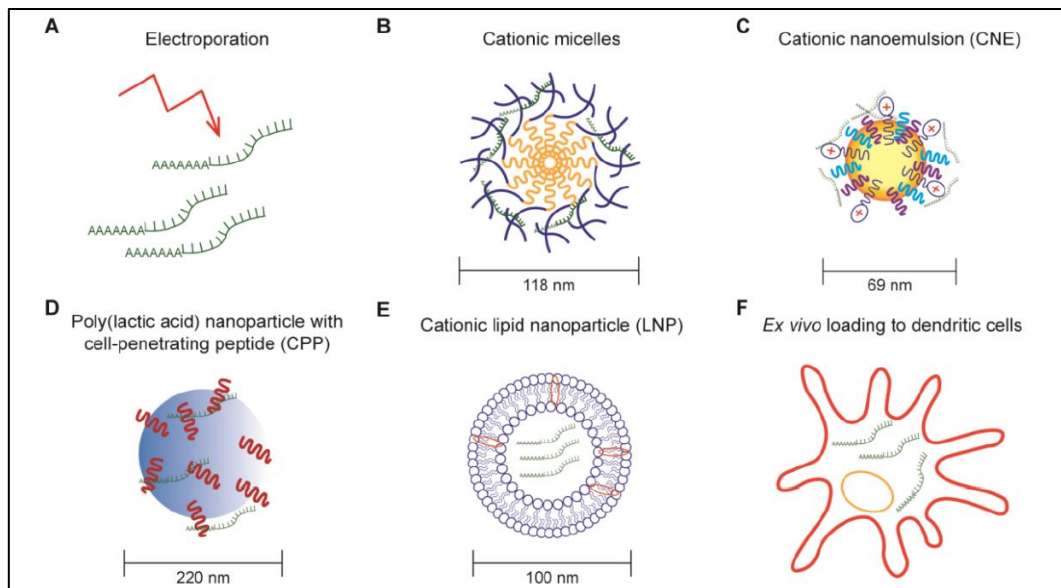 A
Electroporation
AAAAAA
AAAAAAA
AAAAAAA
B
Cationic micelles
118 nm
C
Cationic nanoemulsion (CNE)
+
+
+
+
+
69 nm
D
Poly(lactic acid) nanoparticle with
cell-penetrating peptide (CPP)
220 nm
E
Cationic lipid nanoparticle (LNP)
100 nm
F
Ex vivo loading to dendritic cells